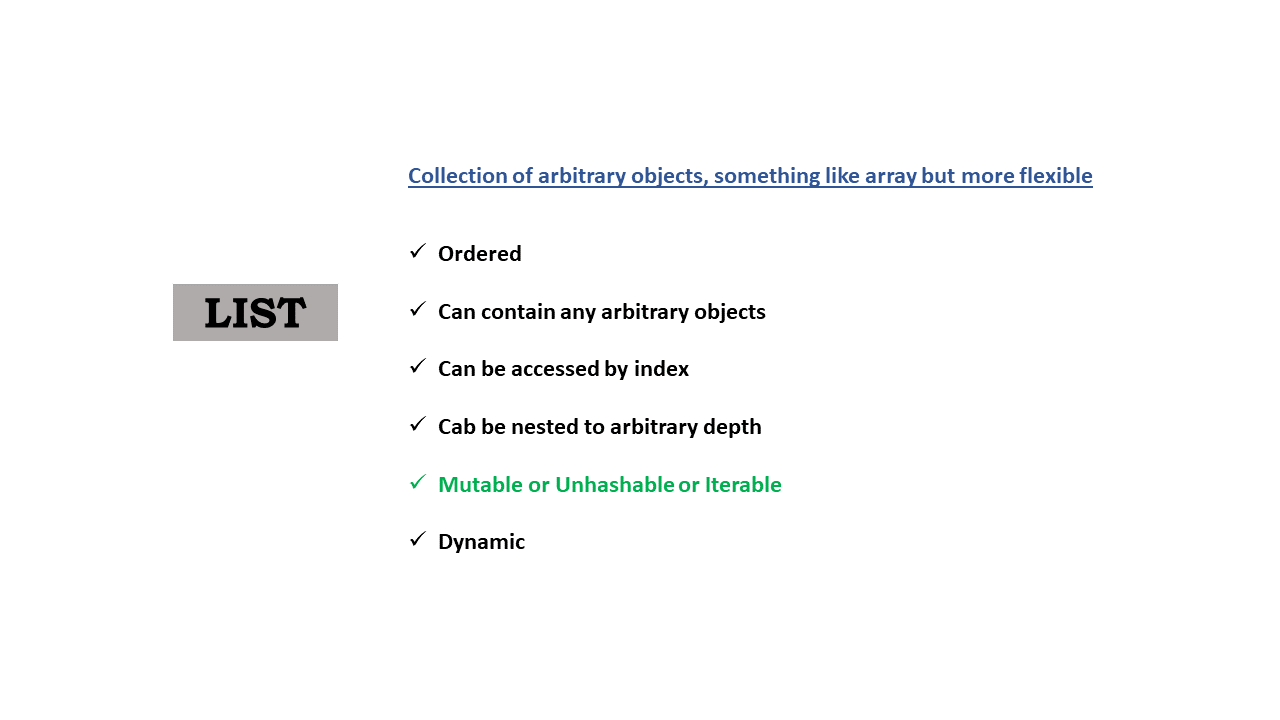 Collection of arbitrary objects, something like array but more flexible
✓ Ordered
LIST
✓ Can contain any arbitrary objects
✓ Can be accessed by index
✓ Cab be nested to arbitrary depth
✓ Mutable or Unhashable or Iterable
✓ Dynamic